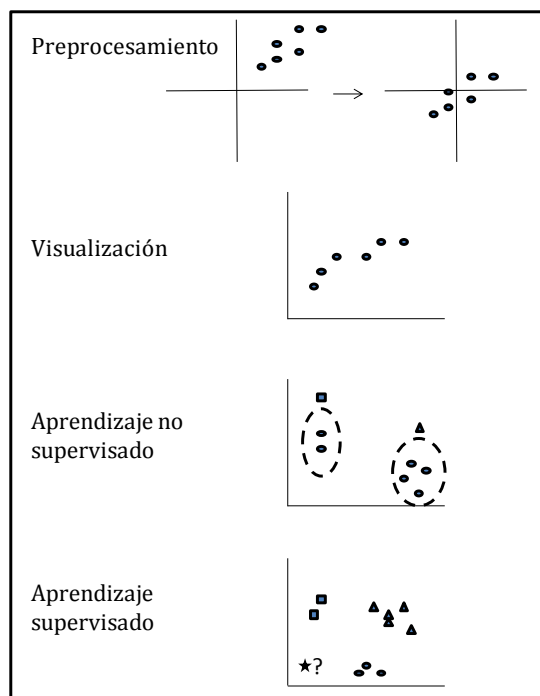 Preprocesamiento
Visualización
Aprendizaje no
supervisado
Aprendizaje
supervisado
?